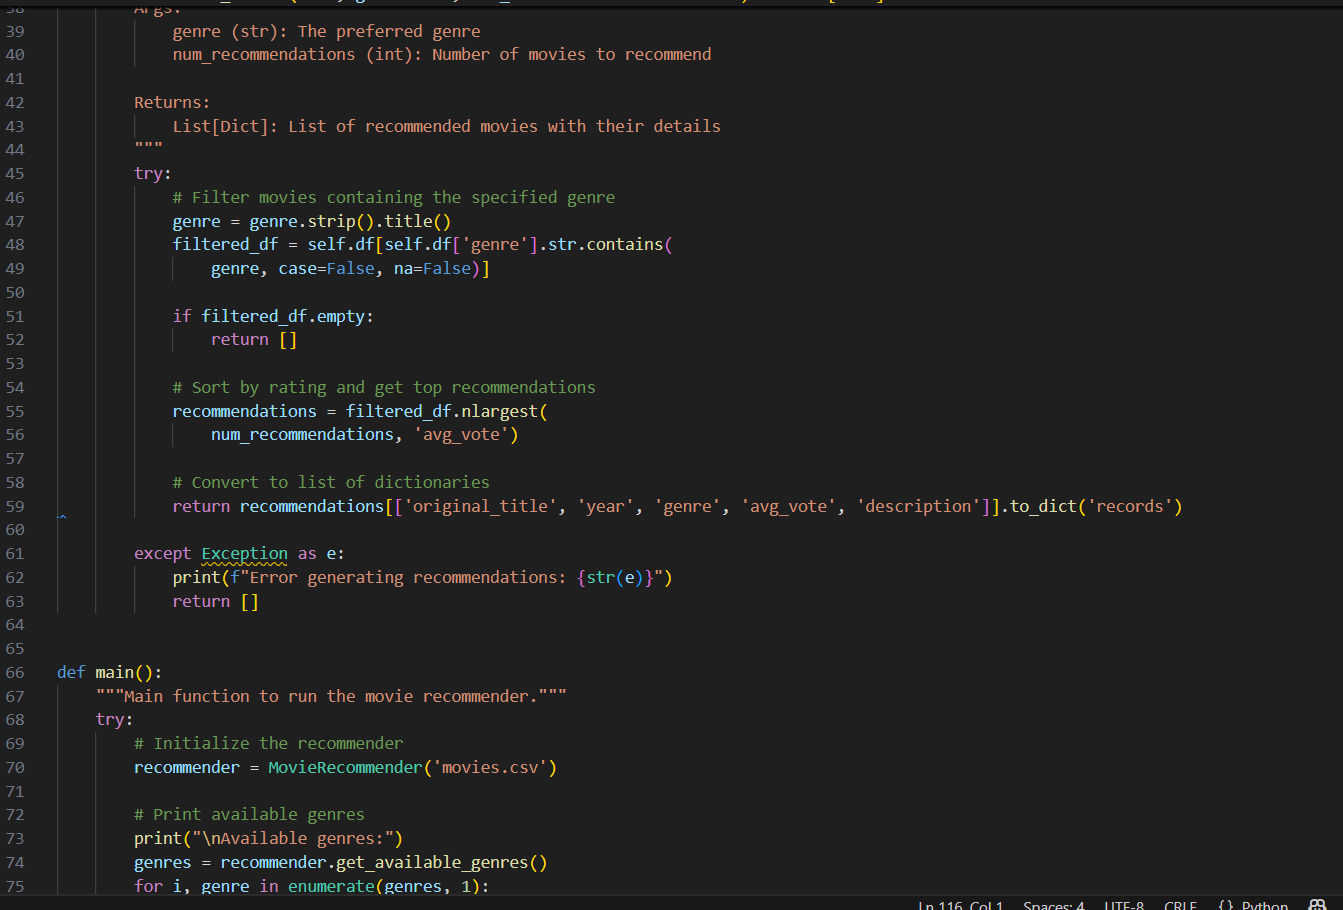 38 Args:
39 genre (str): The preferred genre
40 num_recommendations (int): Number of movies to recommend
41
42 Returns:
43 List[Dict]: List of recommended movies with their details
44 """
45 try:
46 # Filter movies containing the specified genre
47 genre = genre.strip().title()
48 filtered_df = self.df[self.df['genre'].str.contains(
49 genre, case=False, na=False)]
50
51 if filtered_df.empty:
52 return []
53
54 # Sort by rating and get top recommendations
55 recommendations = filtered_df.nlargest(
56 num_recommendations, 'avg_vote')
57
58 # Convert to list of dictionaries
59 return recommendations[['original_title', 'year', 'genre', 'avg_vote', 'description']].to_dict('records')
60
61 except Exception as e:
62 print(f"Error generating recommendations: {str(e)}")
63 return []
64
65
66 def main():
67 """Main function to run the movie recommender."""
68 try:
69 # Initialize the recommender
70 recommender = MovieRecommender('movies.csv')
71
72 # Print available genres
73 print("\nAvailable genres:")
74 genres = recommender.get_available_genres()
75 for i, genre in enumerate(genres, 1):
Ln 116, Col 1 Spaces: 4 UTF-8 CRLF {} Python